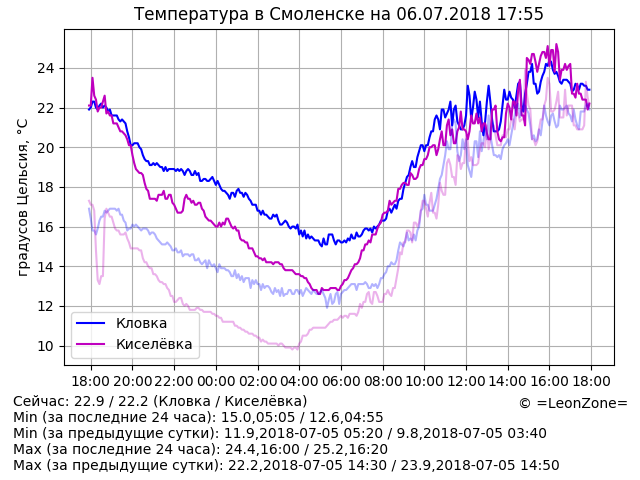 Температура в Смоленске на 06.07.2018 17:55
градусов Цельсия, °C
24
22
20
18
16
14
12
10
Кловка
Киселёвка
18:00 20:00 22:00 00:00 02:00 04:00 06:00 08:00 10:00 12:00 14:00 16:00 18:00
© =LeonZone=
Сейчас: 22.9 / 22.2 (Кловка / Киселёвка)
Min (за последние 24 часа): 15.0,05:05 / 12.6,04:55
Min (за предыдущие сутки): 11.9,2018-07-05 05:20 / 9.8,2018-07-05 03:40
Max (за последние 24 часа): 24.4,16:00 / 25.2,16:20
Max (за предыдущие сутки): 22.2,2018-07-05 14:30 / 23.9,2018-07-05 14:50